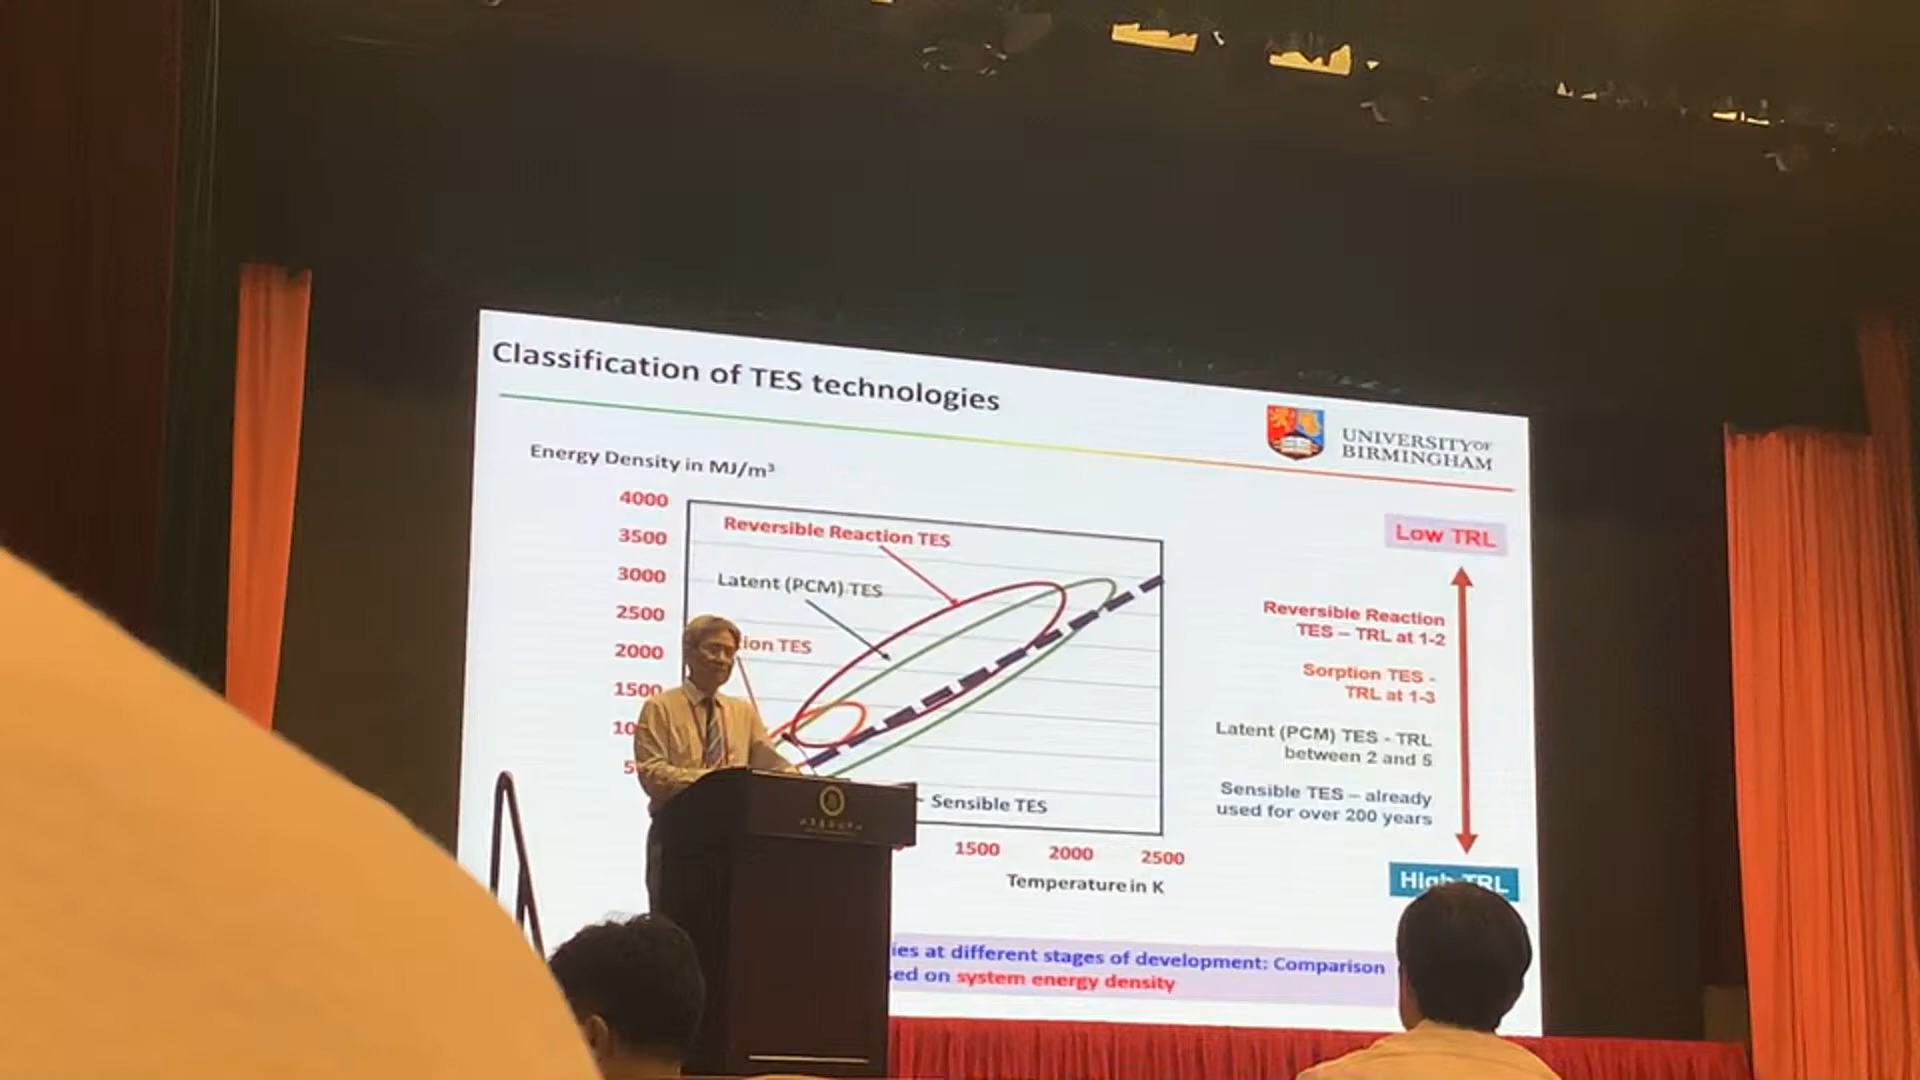 Classification of TES technologies
UNIVERSITY OF
BIRMINGHAM
Energy Density in MJ/m³
4000
3500
3000
2500
2000
1500
Reversible Reaction TES
Latent (PCM) TES
TES
Sensible TES
1500 2000 2500
Temperature in K
Low TRL
Reversible Reaction
TES – TRL at 1-2
Sorption TES -
TRL at 1-3
Latent (PCM) TES - TRL
between 2 and 5
Sensible TES – already
used for over 200 years
High TRL
at different stages of development: Comparison
on system energy density